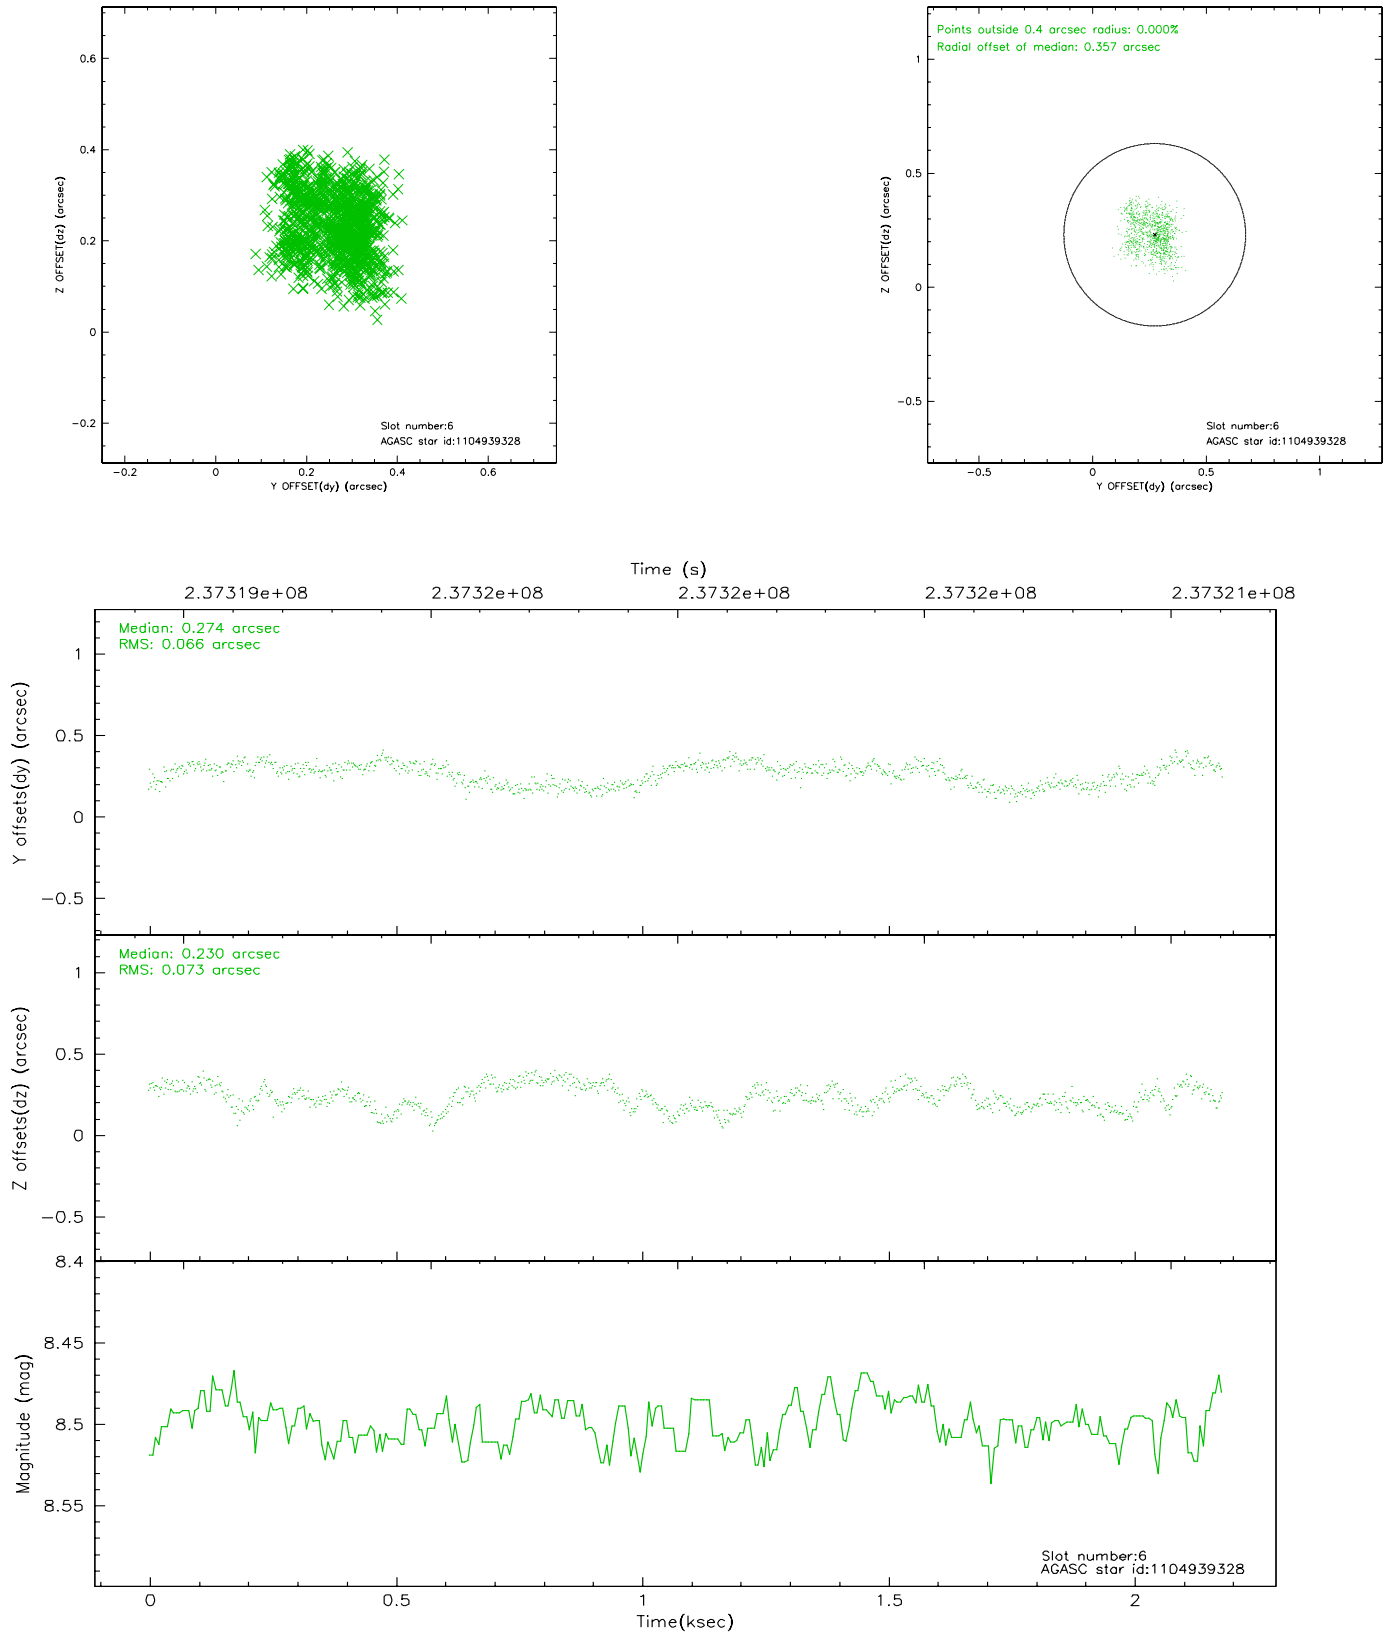 0.6
0.4
0.2
0
−0.2
Z OFFSET(dz) (arcsec)
Slot number:6
AGASC star id:1104939328
−0.2 0 0.2 0.4 0.6
Y OFFSET(dy) (arcsec)
Points outside 0.4 arcsec radius: 0.000%
Radial offset of median: 0.357 arcsec
1
0.5
0
−0.5
Z OFFSET(dz) (arcsec)
Slot number:6
AGASC star id:1104939328
−0.5 0 0.5 1
Y OFFSET(dy) (arcsec)
Time (s)
2.37319e+08 2.3732e+08 2.3732e+08 2.3732e+08 2.37321e+08
Median: 0.274 arcsec
RMS: 0.066 arcsec
1
0.5
0
−0.5
Y offsets(dy) (arcsec)
Median: 0.230 arcsec
RMS: 0.073 arcsec
1
0.5
0
−0.5
Z offsets(dz) (arcsec)
8.4
8.45
8.5
8.55
Magnitude (mag)
Slot number:6
AGASC star id:1104939328
0 0.5 1 1.5 2
Time(ksec)